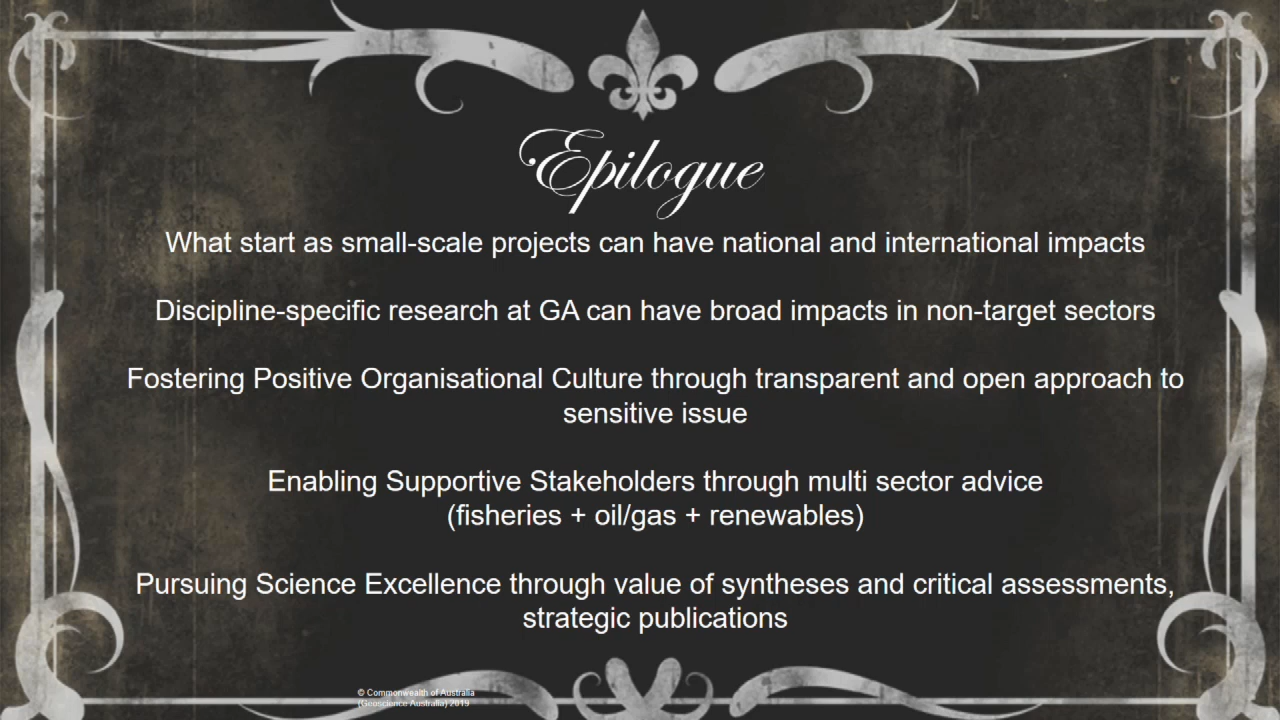 Epilogue
What start as small-scale projects can have national and international impacts
Discipline-specific research at GA can have broad impacts in non-target sectors
Fostering Positive Organisational Culture through transparent and open approach to
sensitive issue
Enabling Supportive Stakeholders through multi sector advice
(fisheries + oil/gas + renewables)
Pursuing Science Excellence through value of syntheses and critical assessments,
strategic publications
© Commonwealth of Australia
(Geoscience Australia) 2019